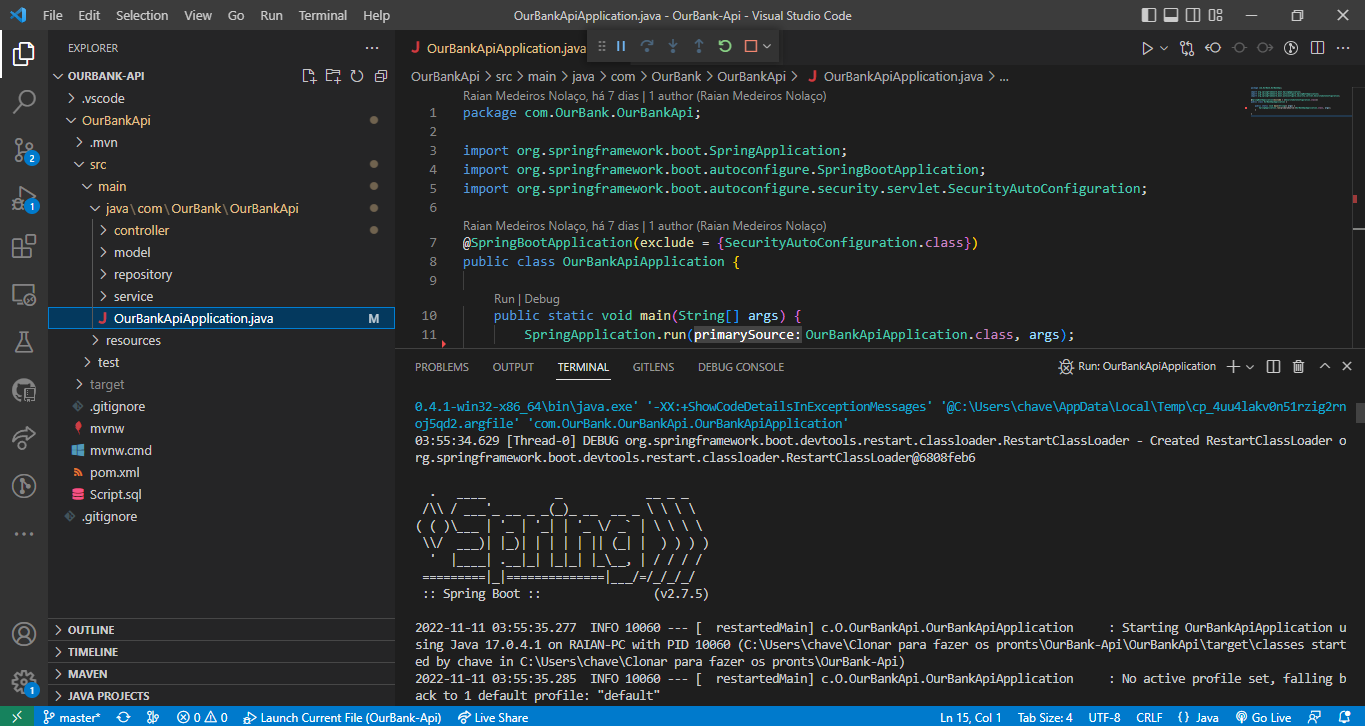 File Edit Selection View Go Run Terminal Help OurBankApiApplication.java - OurBank-Api - Visual Studio Code
EXPLORER
OURBANK-API
.vscode
OurBankApi
.mvn
src
main
java\com\OurBank\OurBankApi
controller
model
repository
service
J OurBankApiApplication.java M
resources
test
target
.gitignore
mvnw
mvnw.cmd
pom.xml
Script.sql
.gitignore
OUTLINE
TIMELINE
MAVEN
JAVA PROJECTS
2
1
1
J OurBankApiApplication.java
OurBankApi > src > main > java > com > OurBank > OurBankApi > J OurBankApiApplication.java > ...
Raian Medeiros Nolaço, há 7 dias | 1 author (Raian Medeiros Nolaço)
1 package com.OurBank.OurBankApi;
2
3 import org.springframework.boot.SpringApplication;
4 import org.springframework.boot.autoconfigure.SpringBootApplication;
5 import org.springframework.boot.autoconfigure.security.servlet.SecurityAutoConfiguration;
6
Raian Medeiros Nolaço, há 7 dias | 1 author (Raian Medeiros Nolaço)
7 @SpringBootApplication(exclude = {SecurityAutoConfiguration.class})
8 public class OurBankApiApplication {
9
Run | Debug
10 public static void main(String[] args) {
11 SpringApplication.run(primarySource:OurBankApiApplication.class, args);
PROBLEMS OUTPUT TERMINAL GITLENS DEBUG CONSOLE Run: OurBankApiApplication
0.4.1-win32-x86_64\bin\java.exe' '-XX:+ShowCodeDetailsInExceptionMessages' '@C:\Users\chave\AppData\Local\Temp\cp_4uu4lakv0n51rzig2rn
oj5qd2.argfile' 'com.OurBank.OurBankApi.OurBankApiApplication'
03:55:34.629 [Thread-0] DEBUG org.springframework.boot.devtools.restart.classloader.RestartClassLoader - Created RestartClassLoader o
rg.springframework.boot.devtools.restart.classloader.RestartClassLoader@6808feb6
  .   ____          _            __ _ _
 /\\ / ___'_ __ _ _(_)_ __  __ _ \ \ \ \
( ( )\___ | '_ | '_| | '_ \/ _` | \ \ \ \
 \\/  ___)| |_)| | | | | || (_| |  ) ) ) )
  '  |____| .__|_| |_|_| |_\__, | / / / /
 =========|_|==============|___/=/_/_/_/
 :: Spring Boot ::                (v2.7.5)
2022-11-11 03:55:35.277  INFO 10060 --- [  restartedMain] c.O.OurBankApi.OurBankApiApplication     : Starting OurBankApiApplication u
sing Java 17.0.4.1 on RAIAN-PC with PID 10060 (C:\Users\chave\Clonar para fazer os pronts\OurBank-Api\OurBankApi\target\classes start
ed by chave in C:\Users\chave\Clonar para fazer os pronts\OurBank-Api)
2022-11-11 03:55:35.285  INFO 10060 --- [  restartedMain] c.O.OurBankApi.OurBankApiApplication     : No active profile set, falling b
ack to 1 default profile: "default"
master* 0 0 Launch Current File (OurBank-Api) Live Share Ln 15, Col 1 Tab Size: 4 UTF-8 CRLF {} Java Go Live